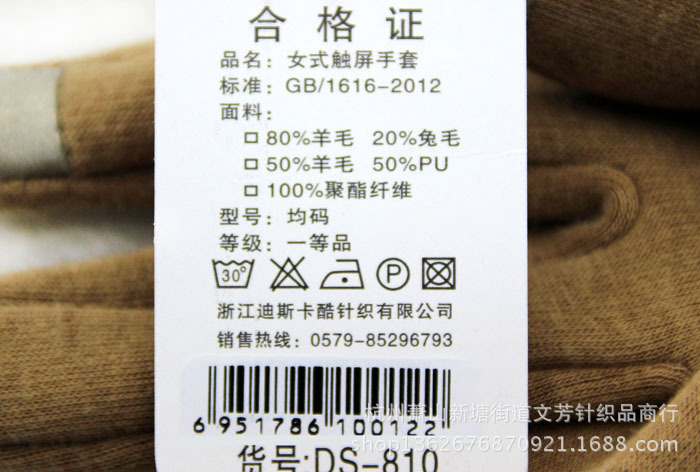 合格证
品名：女式触屏手套
标准：GB/1616-2012
面料：
□ 80%羊毛 20%兔毛
□ 50%羊毛 50%PU
□ 100%聚酯纤维
型号：均码
等级：一等品
30° P
浙江迪斯卡酷针织有限公司
销售热线：0579-85296793
6 951786 100122
杭州萧山新塘街道文芳针织品商行
shop1362676870921.1688.com
货号:DS-810